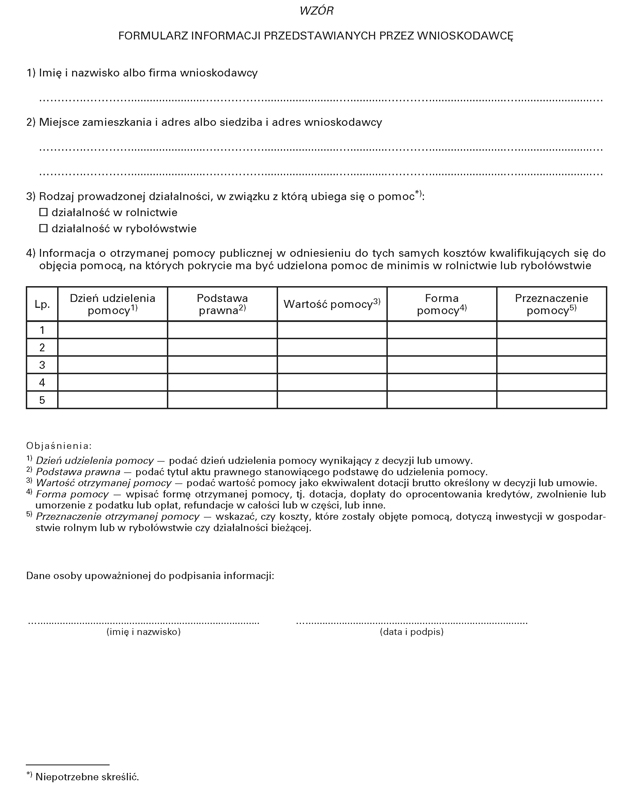 WZÓR
FORMULARZ INFORMACJI PRZEDSTAWIANYCH PRZEZ WNIOSKODAWCĘ
1) Imię i nazwisko albo firma wnioskodawcy
2) Miejsce zamieszkania i adres albo siedziba i adres wnioskodawcy
3) Rodzaj prowadzonej działalności, w związku z którą ubiega się o pomoc*):
☐ działalność w rolnictwie
☐ działalność w rybołówstwie
4) Informacja o otrzymanej pomocy publicznej w odniesieniu do tych samych kosztów kwalifikujących się do
objęcia pomocą, na których pokrycie ma być udzielona pomoc de minimis w rolnictwie lub rybołówstwie
Lp. Dzień udzielenia pomocy1) Podstawa prawna2) Wartość pomocy3) Forma pomocy4) Przeznaczenie pomocy5)
1
2
3
4
5
Objaśnienia:
1) Dzień udzielenia pomocy — podać dzień udzielenia pomocy wynikający z decyzji lub umowy.
2) Podstawa prawna — podać tytuł aktu prawnego stanowiącego podstawę do udzielenia pomocy.
3) Wartość otrzymanej pomocy — podać wartość pomocy jako ekwiwalent dotacji brutto określony w decyzji lub umowie.
4) Forma pomocy — wpisać formę otrzymanej pomocy, tj. dotacja, dopłaty do oprocentowania kredytów, zwolnienie lub
umorzenie z podatku lub opłat, refundacje w całości lub w części, lub inne.
5) Przeznaczenie otrzymanej pomocy — wskazać, czy koszty, które zostały objęte pomocą, dotyczą inwestycji w gospodar-
stwie rolnym lub w rybołówstwie czy działalności bieżącej.
Dane osoby upoważnionej do podpisania informacji:
(imię i nazwisko) (data i podpis)
*) Niepotrzebne skreślić.